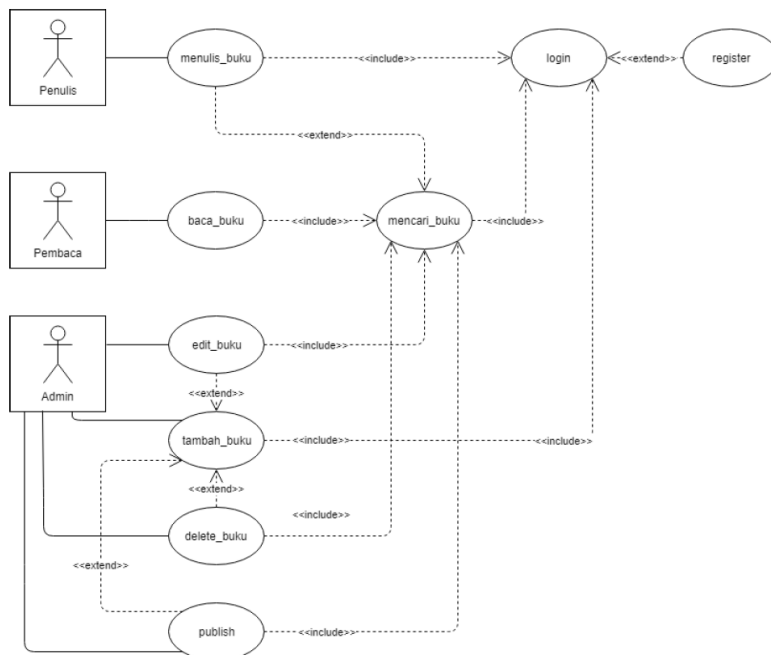 menulis_buku
<<include>>
login
<<extend>>
register
Penulis
<<extend>>
baca_buku
<<include>>
mencari_buku
<<include>>
Pembaca
edit_buku
<<include>>
<<extend>>
Admin
tambah_buku
<<include>>
<<include>>
<<extend>>
<<include>>
delete_buku
<<extend>>
publish
<<include>>